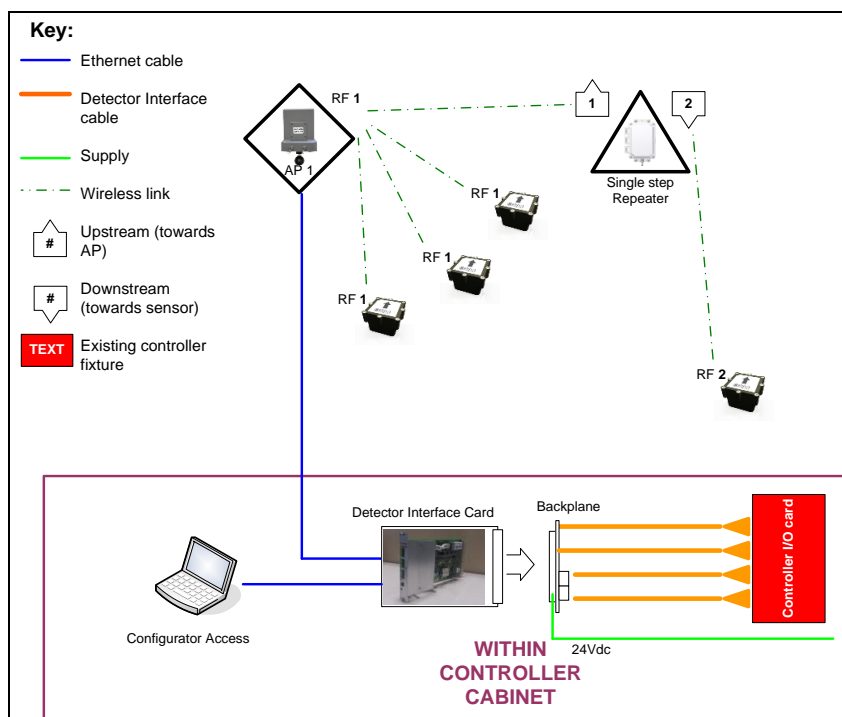 Key:
Ethernet cable
Detector Interface
cable
Supply
Wireless link
#
Upstream (towards
AP)
#
Downstream
(towards sensor)
TEXT
Existing controller
fixture
RF 1
AP 1
1
2
Single step
Repeater
RF 1
RF 1
RF 1
RF 2
Detector Interface Card
Backplane
Controller I/O card
Configurator Access
24Vdc
WITHIN
CONTROLLER
CABINET